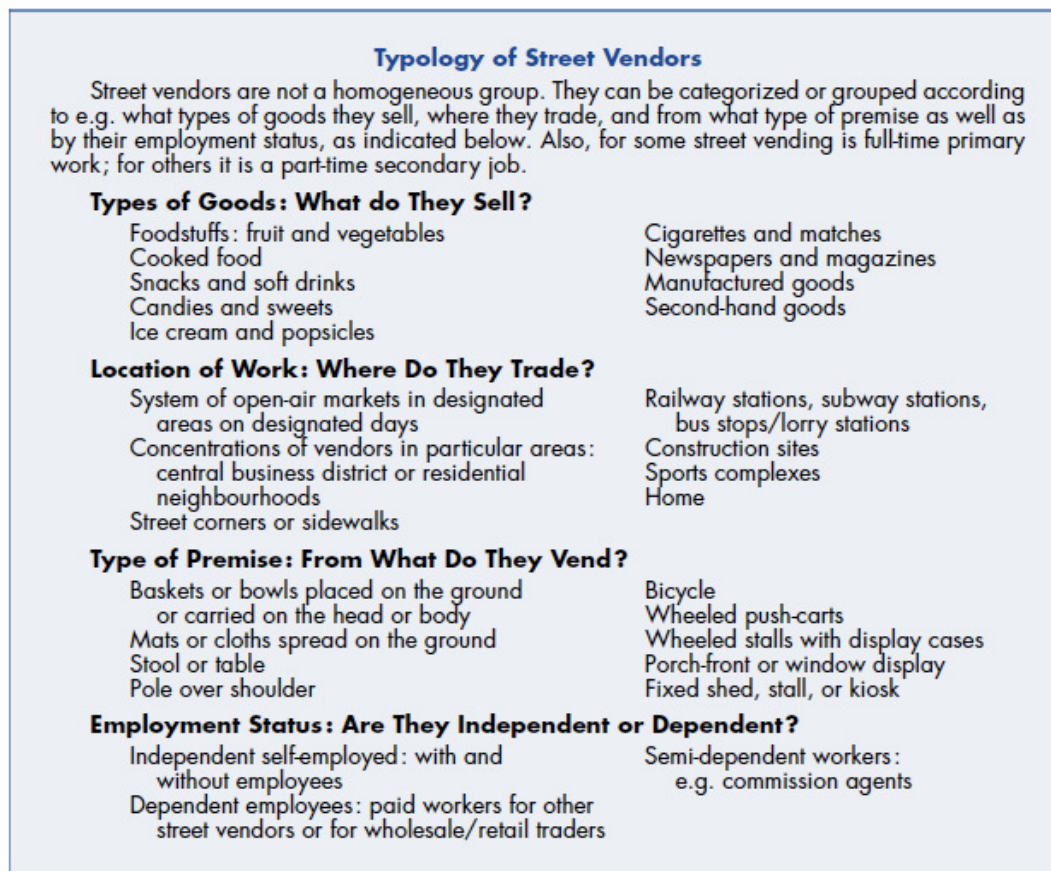 Typology of Street Vendors
Street vendors are not a homogeneous group. They can be categorized or grouped according
to e.g. what types of goods they sell, where they trade, and from what type of premise as well as
by their employment status, as indicated below. Also, for some street vending is full-time primary
work; for others it is a part-time secondary job.
Types of Goods: What do They Sell?
Foodstuffs: fruit and vegetables
Cooked food
Snacks and soft drinks
Candies and sweets
Ice cream and popsicles
Cigarettes and matches
Newspapers and magazines
Manufactured goods
Second-hand goods
Location of Work: Where Do They Trade?
System of open-air markets in designated
areas on designated days
Concentrations of vendors in particular areas:
central business district or residential
neighbourhoods
Street corners or sidewalks
Railway stations, subway stations,
bus stops/lorry stations
Construction sites
Sports complexes
Home
Type of Premise: From What Do They Vend?
Baskets or bowls placed on the ground
or carried on the head or body
Mats or cloths spread on the ground
Stool or table
Pole over shoulder
Bicycle
Wheeled push-carts
Wheeled stalls with display cases
Porch-front or window display
Fixed shed, stall, or kiosk
Employment Status: Are They Independent or Dependent?
Independent self-employed: with and
without employees
Dependent employees: paid workers for other
street vendors or for wholesale/retail traders
Semi-dependent workers:
e.g. commission agents